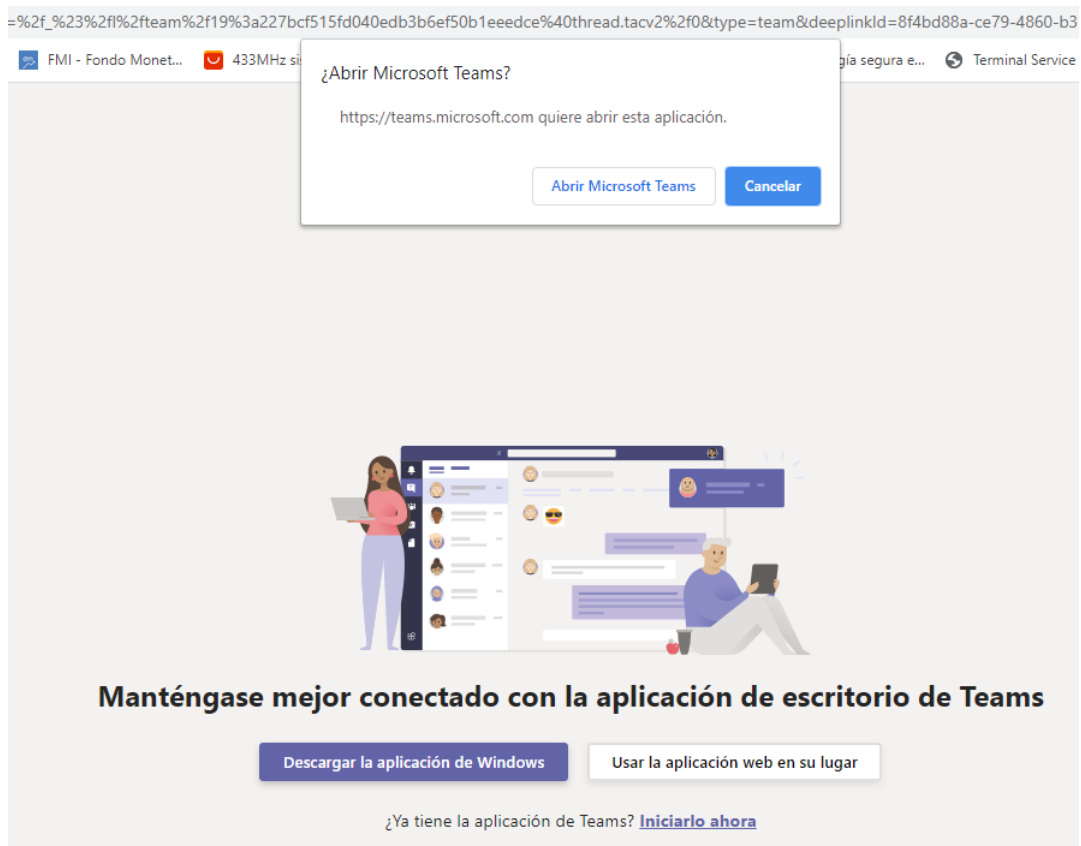 =%2f_%23%2fl%2fteam%2f19%3a227bcf515fd040edb3b6ef50b1eeedce%40thread.tacv2%2f0&type=team&deeplinkId=8f4bd88a-ce79-4860-b3
FMI - Fondo Monet... 433MHz si gía segura e... Terminal Service
¿Abrir Microsoft Teams?
https://teams.microsoft.com quiere abrir esta aplicación.
Abrir Microsoft Teams Cancelar
Manténgase mejor conectado con la aplicación de escritorio de Teams
Descargar la aplicación de Windows Usar la aplicación web en su lugar
¿Ya tiene la aplicación de Teams? Iniciarlo ahora